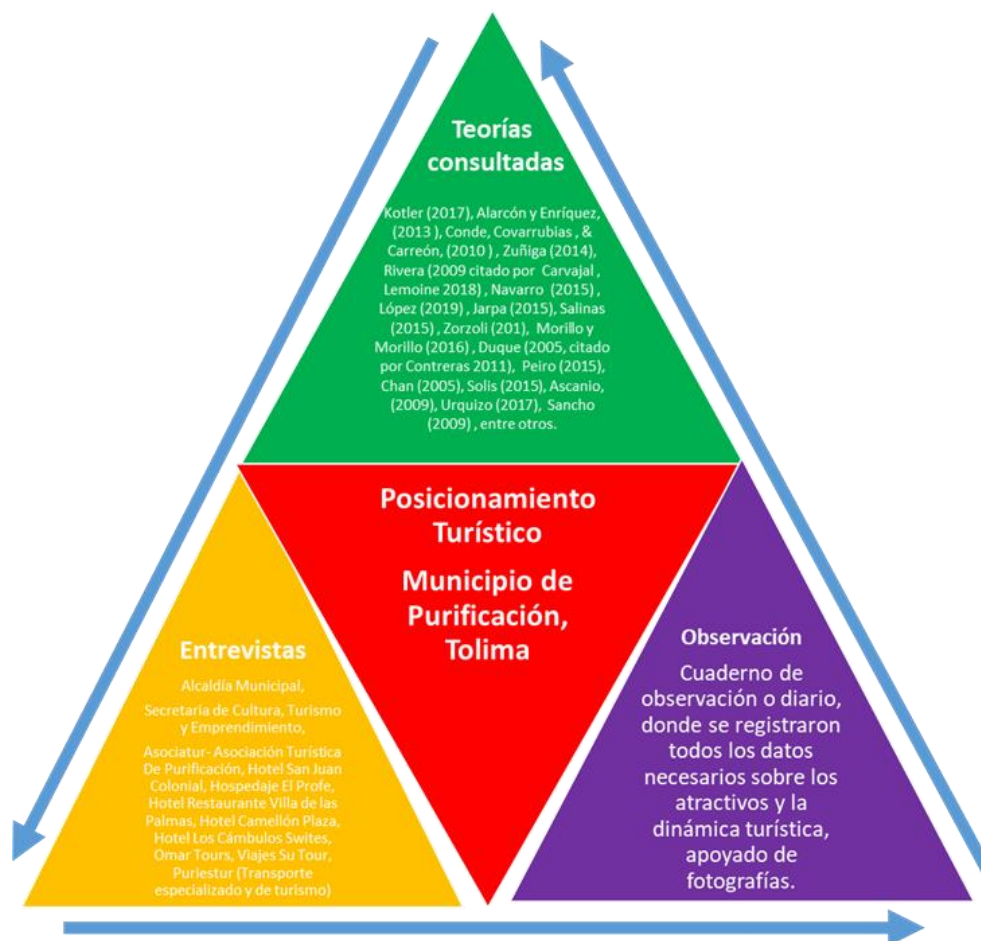 Teorías
consultadas
Kotler (2017), Alarcón y Enríquez,
(2013 ), Conde, Covarrubias , &
Carreón, (2010 ) , Zuñiga (2014),
Rivera (2009 citado por Carvajal ,
Lemoine 2018) , Navarro (2015) ,
López (2019) , Jarpa (2015), Salinas
(2015) , Zorzoli (201), Morillo y
Morillo (2016) , Duque (2005, citado
por Contreras 2011), Peiro (2015),
Chan (2005), Solis (2015), Ascanio,
(2009), Urquizo (2017), Sancho
(2009) , entre otros.
Posicionamiento
Turístico
Municipio de
Purificación,
Tolima
Entrevistas
Alcaldía Municipal,
Secretaria de Cultura, Turismo
y Emprendimiento,
Asociatur- Asociación Turística
De Purificación, Hotel San Juan
Colonial, Hospedaje El Profe,
Hotel Restaurante Villa de las
Palmas, Hotel Camellón Plaza,
Hotel Los Cámbulos Swites,
Omar Tours, Viajes Su Tour,
Puriestur (Transporte
especializado y de turismo)
Observación
Cuaderno de
observación o diario,
donde se registraron
todos los datos
necesarios sobre los
atractivos y la
dinámica turística,
apoyado de
fotografías.